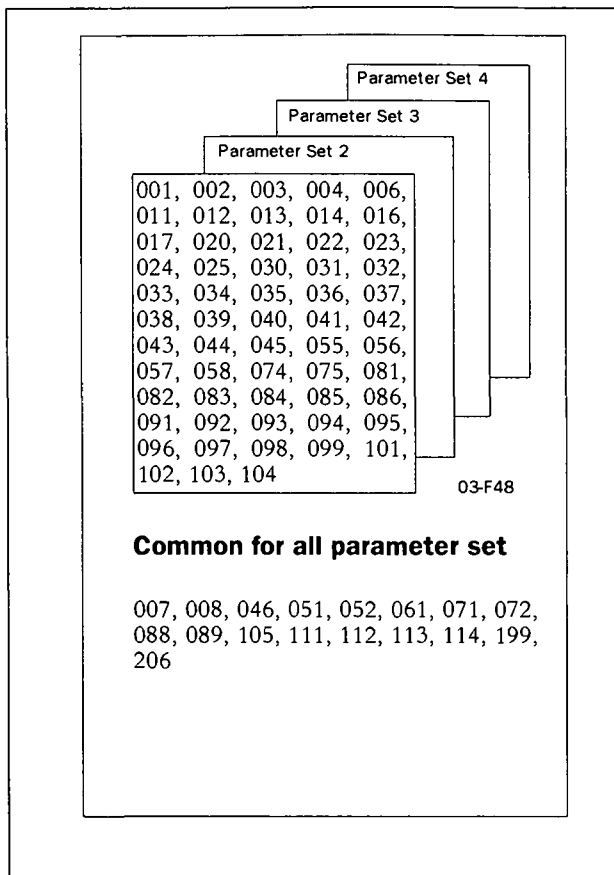 Parameter Set 4
Parameter Set 3
Parameter Set 2
001, 002, 003, 004, 006,
011, 012, 013, 014, 016,
017, 020, 021, 022, 023,
024, 025, 030, 031, 032,
033, 034, 035, 036, 037,
038, 039, 040, 041, 042,
043, 044, 045, 055, 056,
057, 058, 074, 075, 081,
082, 083, 084, 085, 086,
091, 092, 093, 094, 095,
096, 097, 098, 099, 101,
102, 103, 104
03-F48
Common for all parameter set
007, 008, 046, 051, 052, 061, 071, 072,
088, 089, 105, 111, 112, 113, 114, 199,
206